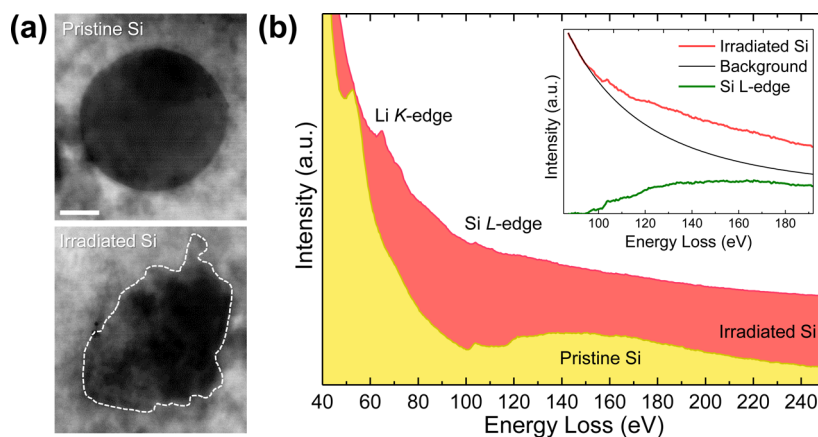 (a)
Pristine Si
Irradiated Si
(b)
Intensity (a.u.)
Li K-edge
Si L-edge
Irradiated Si
Pristine Si
40 60 80 100 120 140 160 180 200 220 240
Energy Loss (eV)
Intensity (a.u.)
Irradiated Si
Background
Si L-edge
100 120 140 160 180
Energy Loss (eV)